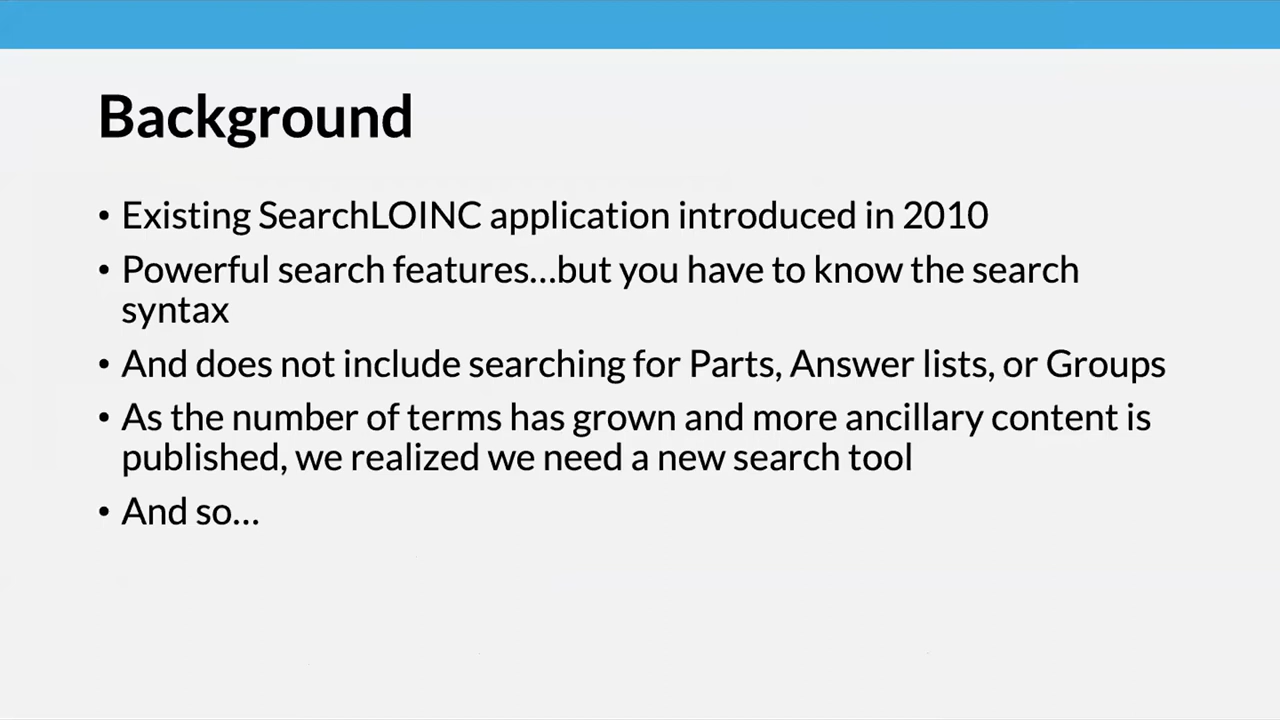 Background
• Existing SearchLOINC application introduced in 2010
• Powerful search features...but you have to know the search
syntax
• And does not include searching for Parts, Answer lists, or Groups
• As the number of terms has grown and more ancillary content is
published, we realized we need a new search tool
• And so...